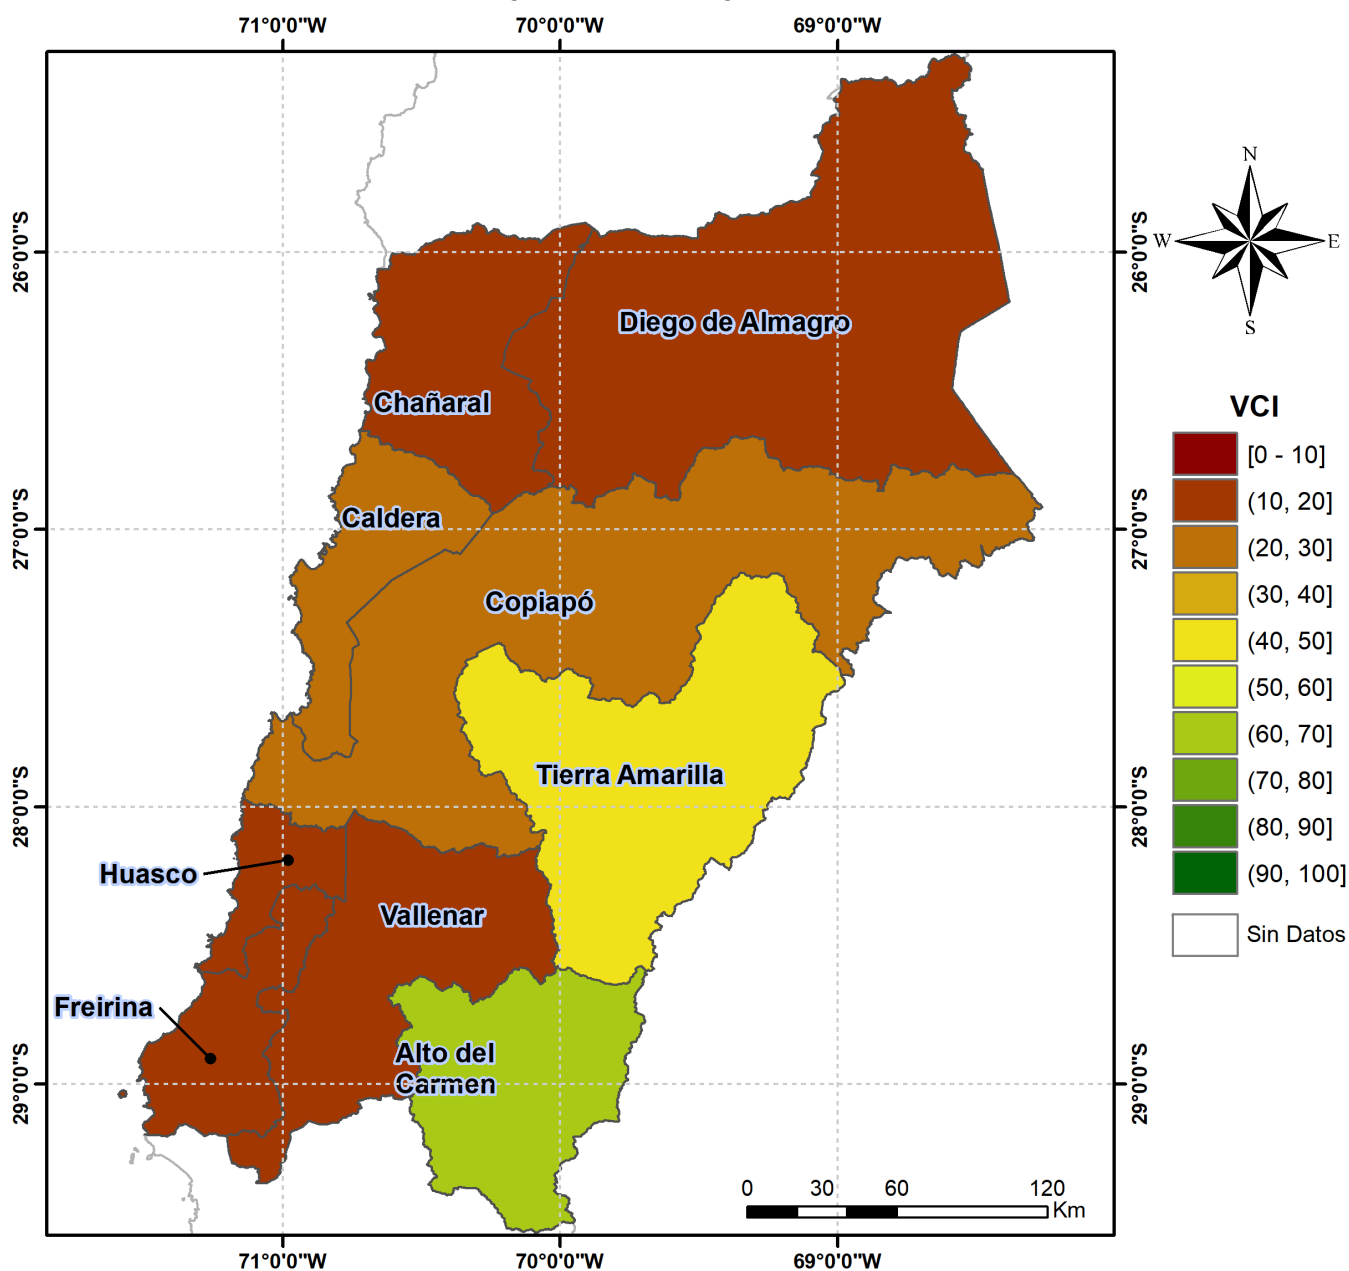 71°0'0"W 70°0'0"W 69°0'0"W
N
W E
S
26°0'0"S 26°0'0"S
Diego de Almagro
Chañaral
VCI
[0 - 10]
(10, 20]
Caldera
27°0'0"S 27°0'0"S
(20, 30]
Copiapó
(30, 40]
(40, 50]
(50, 60]
(60, 70]
Tierra Amarilla
(70, 80]
28°0'0"S 28°0'0"S
(80, 90]
Huasco
(90, 100]
Vallenar
Sin Datos
Freirina
Alto del
Carmen
29°0'0"S 29°0'0"S
0 30 60 120
Km
71°0'0"W 70°0'0"W 69°0'0"W